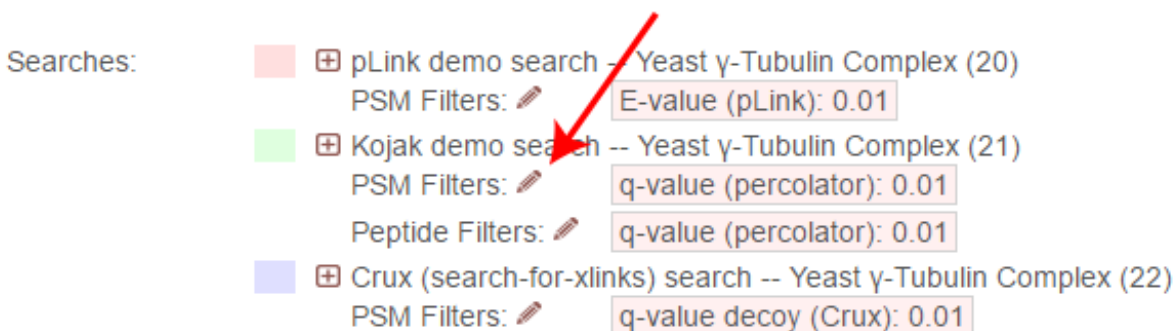 Searches: pLink demo search -- Yeast γ-Tubulin Complex (20)
PSM Filters: E-value (pLink): 0.01
Kojak demo search -- Yeast γ-Tubulin Complex (21)
PSM Filters: q-value (percolator): 0.01
Peptide Filters: q-value (percolator): 0.01
Crux (search-for-xlinks) search -- Yeast γ-Tubulin Complex (22)
PSM Filters: q-value decoy (Crux): 0.01